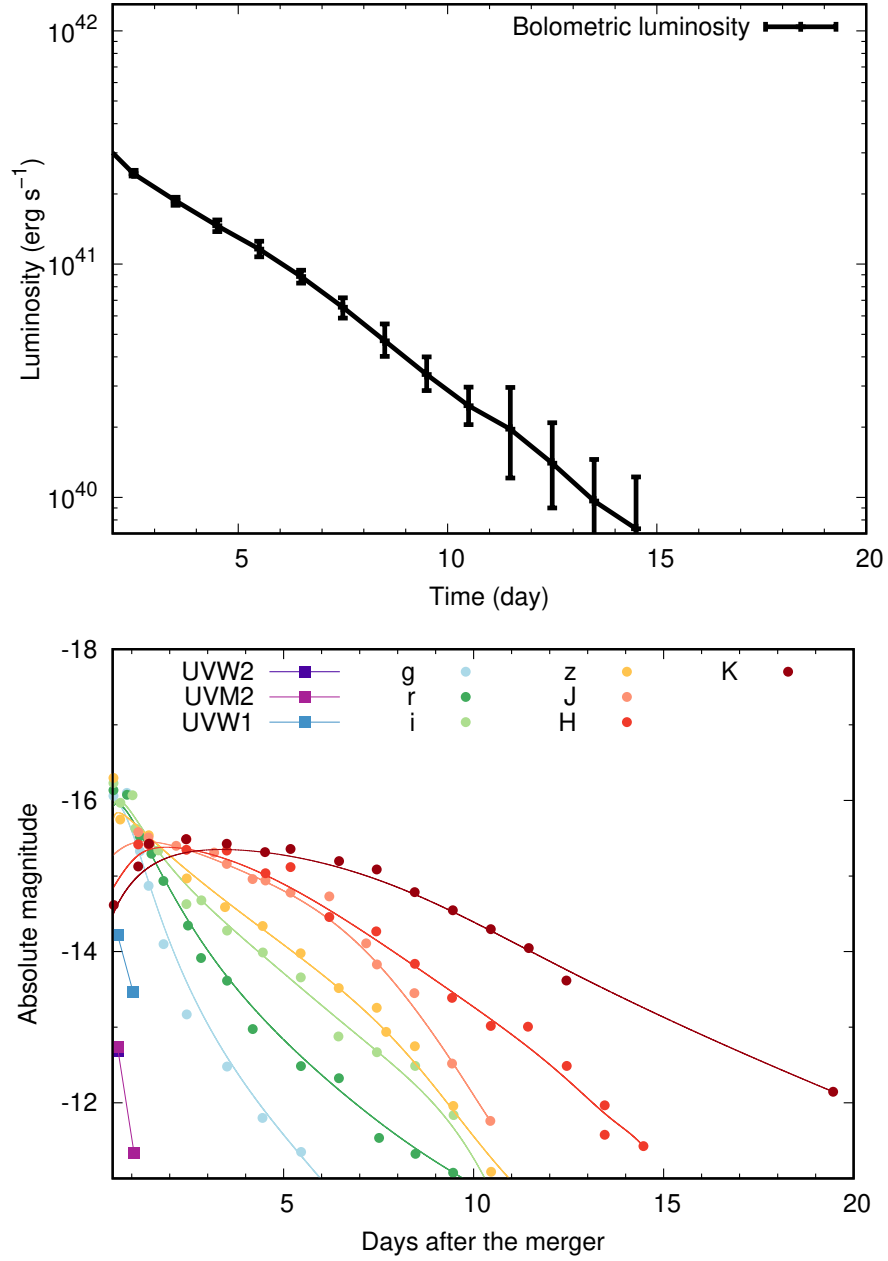 10^42
Bolometric luminosity
Luminosity (erg s^−1)
10^41
10^40
5 10 15 20
Time (day)
-18
UVW2 g z K
UVM2 r J
UVW1 i H
-16
Absolute magnitude
-14
-12
5 10 15 20
Days after the merger